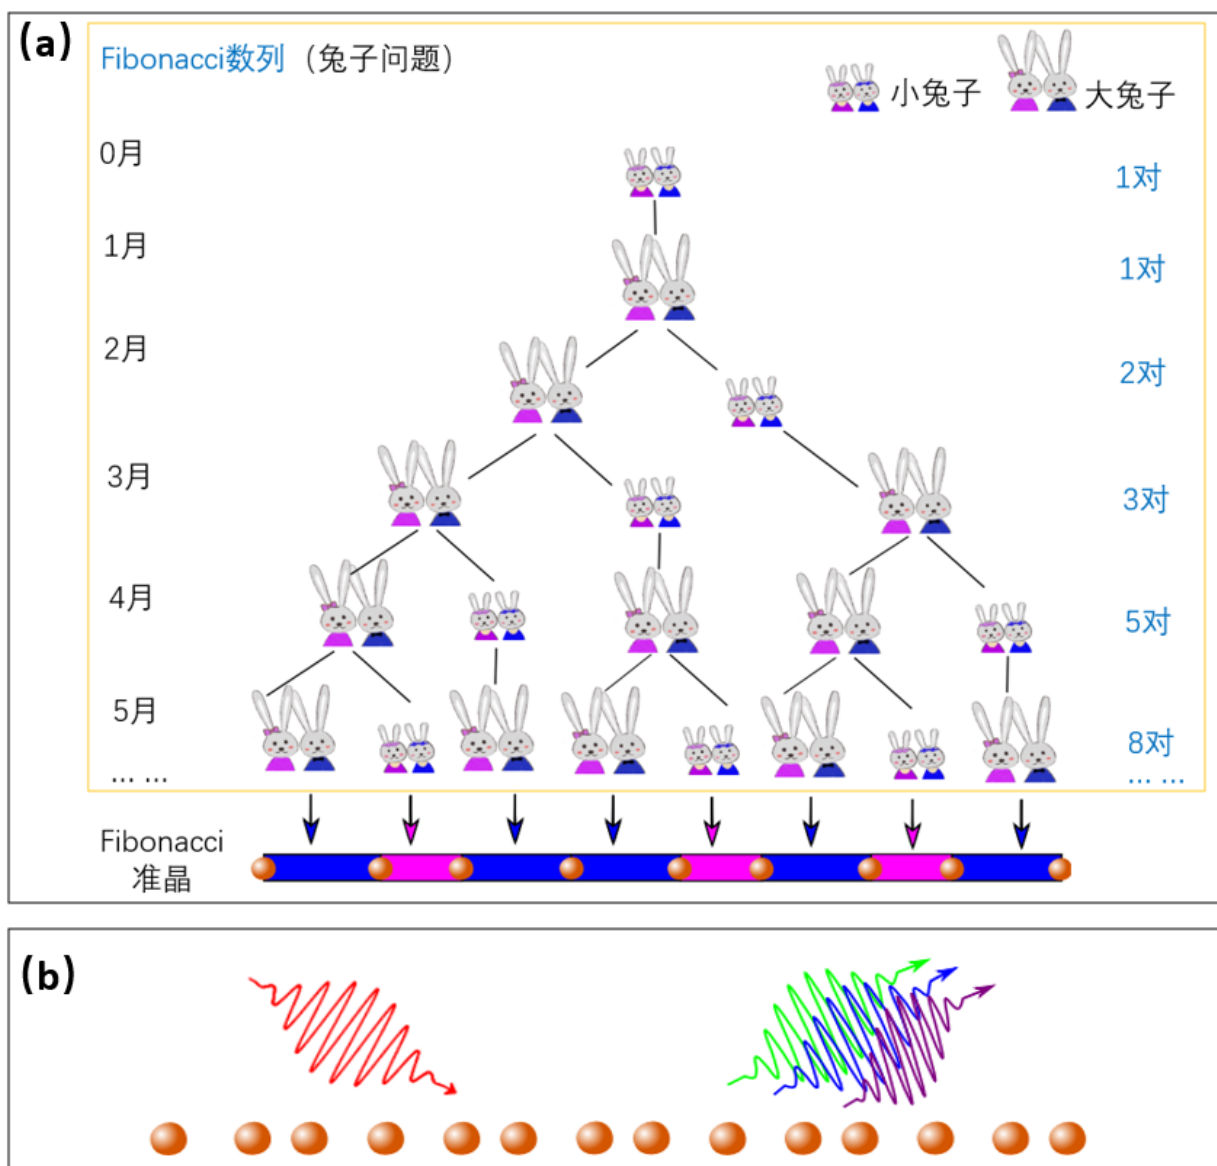 (a)
Fibonacci数列（兔子问题）
小兔子
大兔子
0月
1对
1月
1对
2月
2对
3月
3对
4月
5对
5月
8对
... ...
... ...
Fibonacci
准晶
(b)